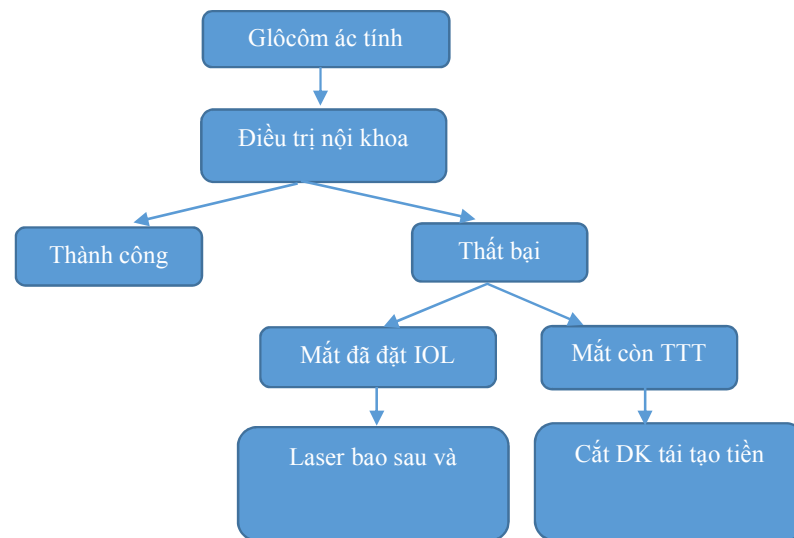 Glôcôm ác tính
Điều trị nội khoa
Thành công
Thất bại
Mắt đã đặt IOL
Mắt còn TTT
Laser bao sau và
Cắt DK tái tạo tiền